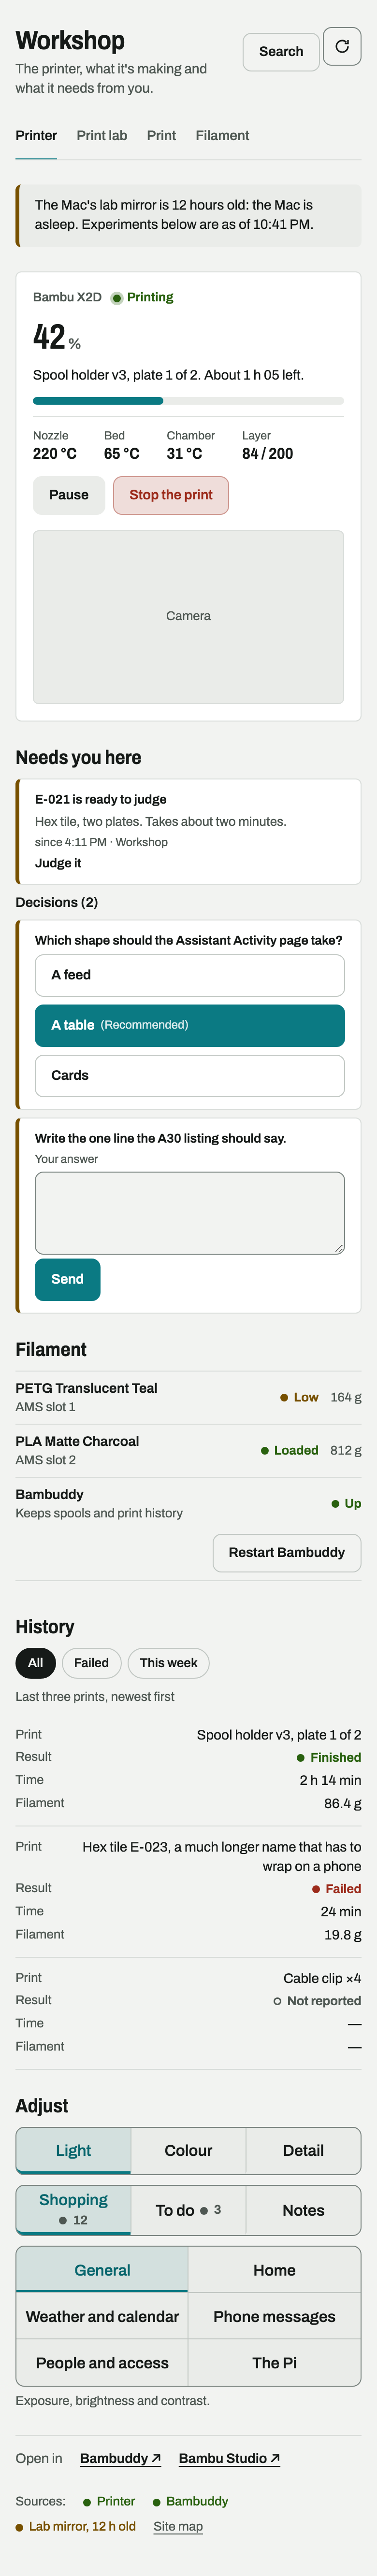 Workshop
The printer, what it's making and
what it needs from you.
Search
Printer
Print lab
Print
Filament
The Mac's lab mirror is 12 hours old: the Mac is
asleep. Experiments below are as of 10:41 PM.
Bambu X2D
Printing
42 %
Spool holder v3, plate 1 of 2. About 1 h 05 left.
Nozzle Bed Chamber Layer
220 °C 65 °C 31 °C 84 / 200
Pause
Stop the print
Camera
Needs you here
E-021 is ready to judge
Hex tile, two plates. Takes about two minutes.
since 4:11 PM · Workshop
Judge it
Decisions (2)
Which shape should the Assistant Activity page take?
A feed
A table (Recommended)
Cards
Write the one line the A30 listing should say.
Your answer
Send
Filament
PETG Translucent Teal
AMS slot 1
Low 164 g
PLA Matte Charcoal
AMS slot 2
Loaded 812 g
Bambuddy
Keeps spools and print history
Up
Restart Bambuddy
History
All
Failed
This week
Last three prints, newest first
Print Spool holder v3, plate 1 of 2
Result Finished
Time 2 h 14 min
Filament 86.4 g
Print Hex tile E-023, a much longer name that has to
wrap on a phone
Result Failed
Time 24 min
Filament 19.8 g
Print Cable clip ×4
Result Not reported
Time —
Filament —
Adjust
Light
Colour
Detail
Shopping
12
To do 3
Notes
General
Home
Weather and calendar
Phone messages
People and access
The Pi
Exposure, brightness and contrast.
Open in Bambuddy ↗ Bambu Studio ↗
Sources: Printer Bambuddy
Lab mirror, 12 h old Site map